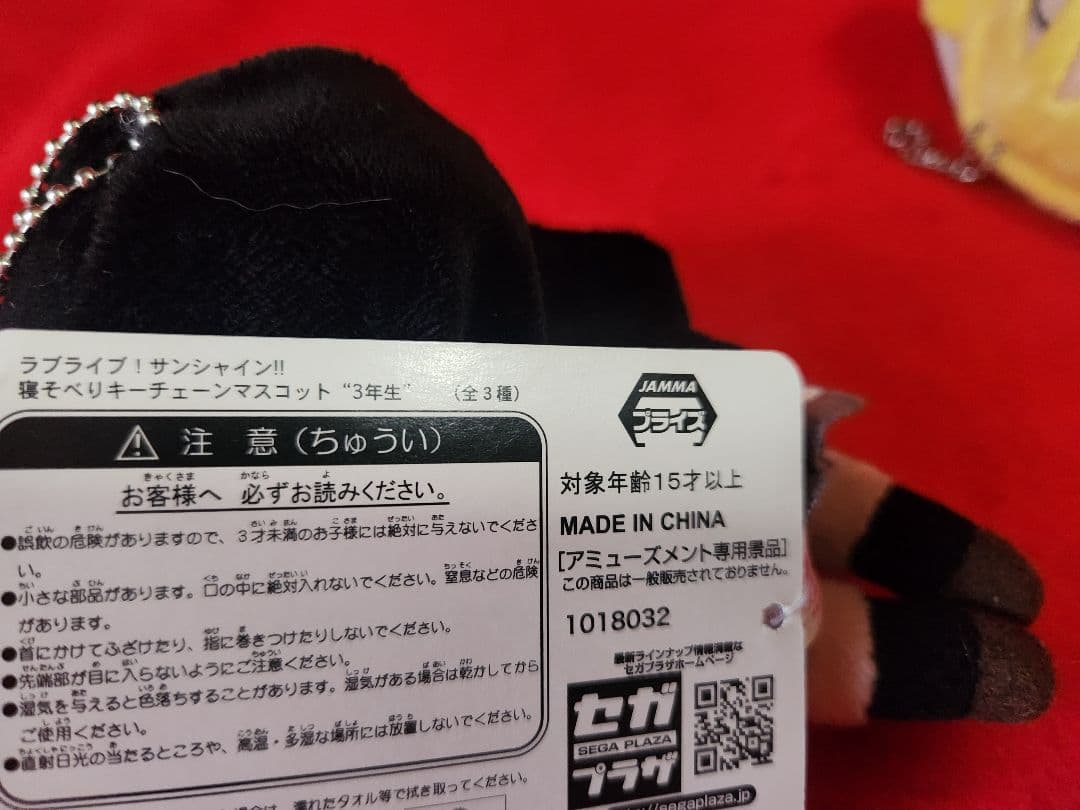 ラブライブ！サンシャイン!!
寝そべりキーチェーンマスコット “3年生” （全3種）
注 意（ちゅうい）
お客様へ 必ずお読みください。
●誤飲の危険がありますので、3才未満のお子様には絶対に与えないでくださ
い。
●小さな部品があります。口の中に絶対入れないでください。窒息などの危険
があります。
●首にかけてふざけたり、指に巻きつけたりしないでください。
●先端部が目に入らないようにご注意ください。
●湿気を与えると色落ちすることがあります。湿気がある場合は乾かしてから
ご使用ください。
●直射日光の当たるところや、高温・多湿な場所には放置しないでください。
濡れたタオル等で拭き取ってください。
JAMMA
プライズ
対象年齢15才以上
MADE IN CHINA
[アミューズメント専用景品]
この商品は一般販売されておりません。
1018032
最新ラインナップ情報満載な
セガプラザホームページ
セガ
SEGA PLAZA
プラザ
//segaplaza.jp